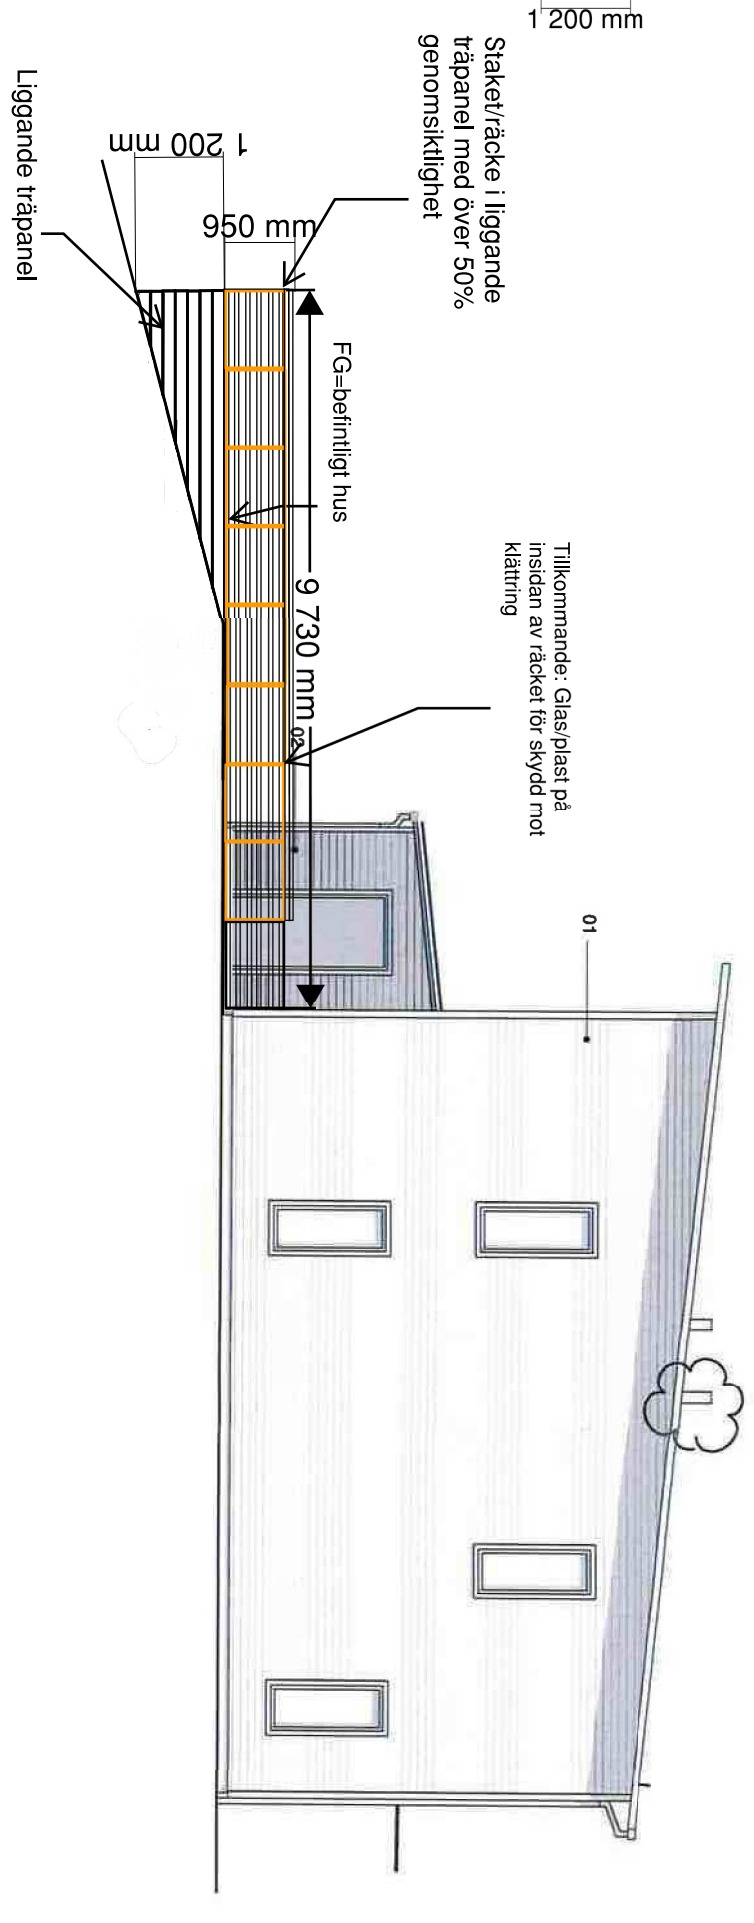 1 200 mm
Staket/räcke i liggande
träpanel med över 50%
genomsiktlighet
Liggande träpanel
1 200 mm
950 mm
FG=befintligt hus
9 730 mm
02
Tillkommande: Glas/plast på
insidan av räcket för skydd mot
klättring
01